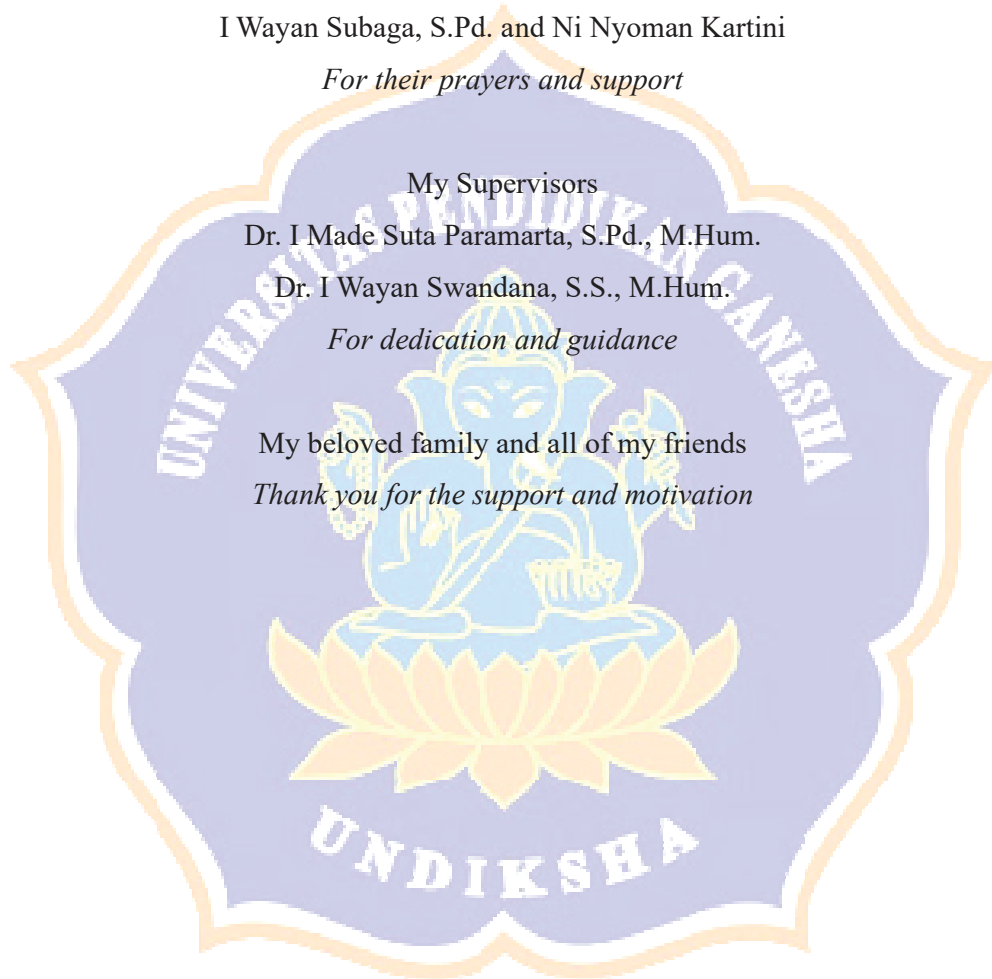 I Wayan Subaga, S.Pd. and Ni Nyoman Kartini
For their prayers and support
My Supervisors
Dr. I Made Suta Paramarta, S.Pd., M.Hum.
Dr. I Wayan Swandana, S.S., M.Hum.
For dedication and guidance
My beloved family and all of my friends
Thank you for the support and motivation
UNIVERSITAS PENDIDIKAN GANESHA
UNDIKSHA